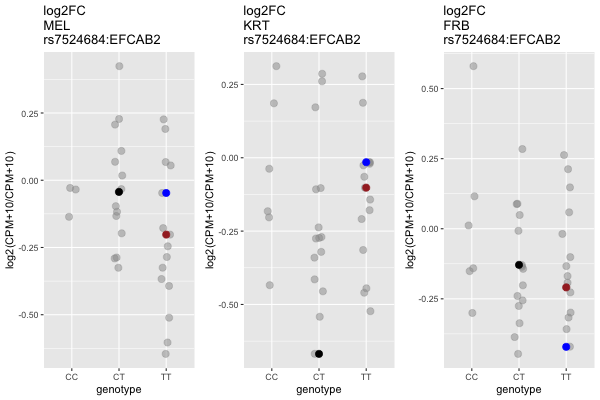 log2FC
MEL
rs7524684:EFCAB2
log2(CPM+10/CPM+10)
0.25
0.00
-0.25
-0.50
CC CT TT
genotype
log2FC
KRT
rs7524684:EFCAB2
log2(CPM+10/CPM+10)
0.25
0.00
-0.25
-0.50
CC CT TT
genotype
log2FC
FRB
rs7524684:EFCAB2
log2(CPM+10/CPM+10)
0.50
0.25
0.00
-0.25
CC CT TT
genotype